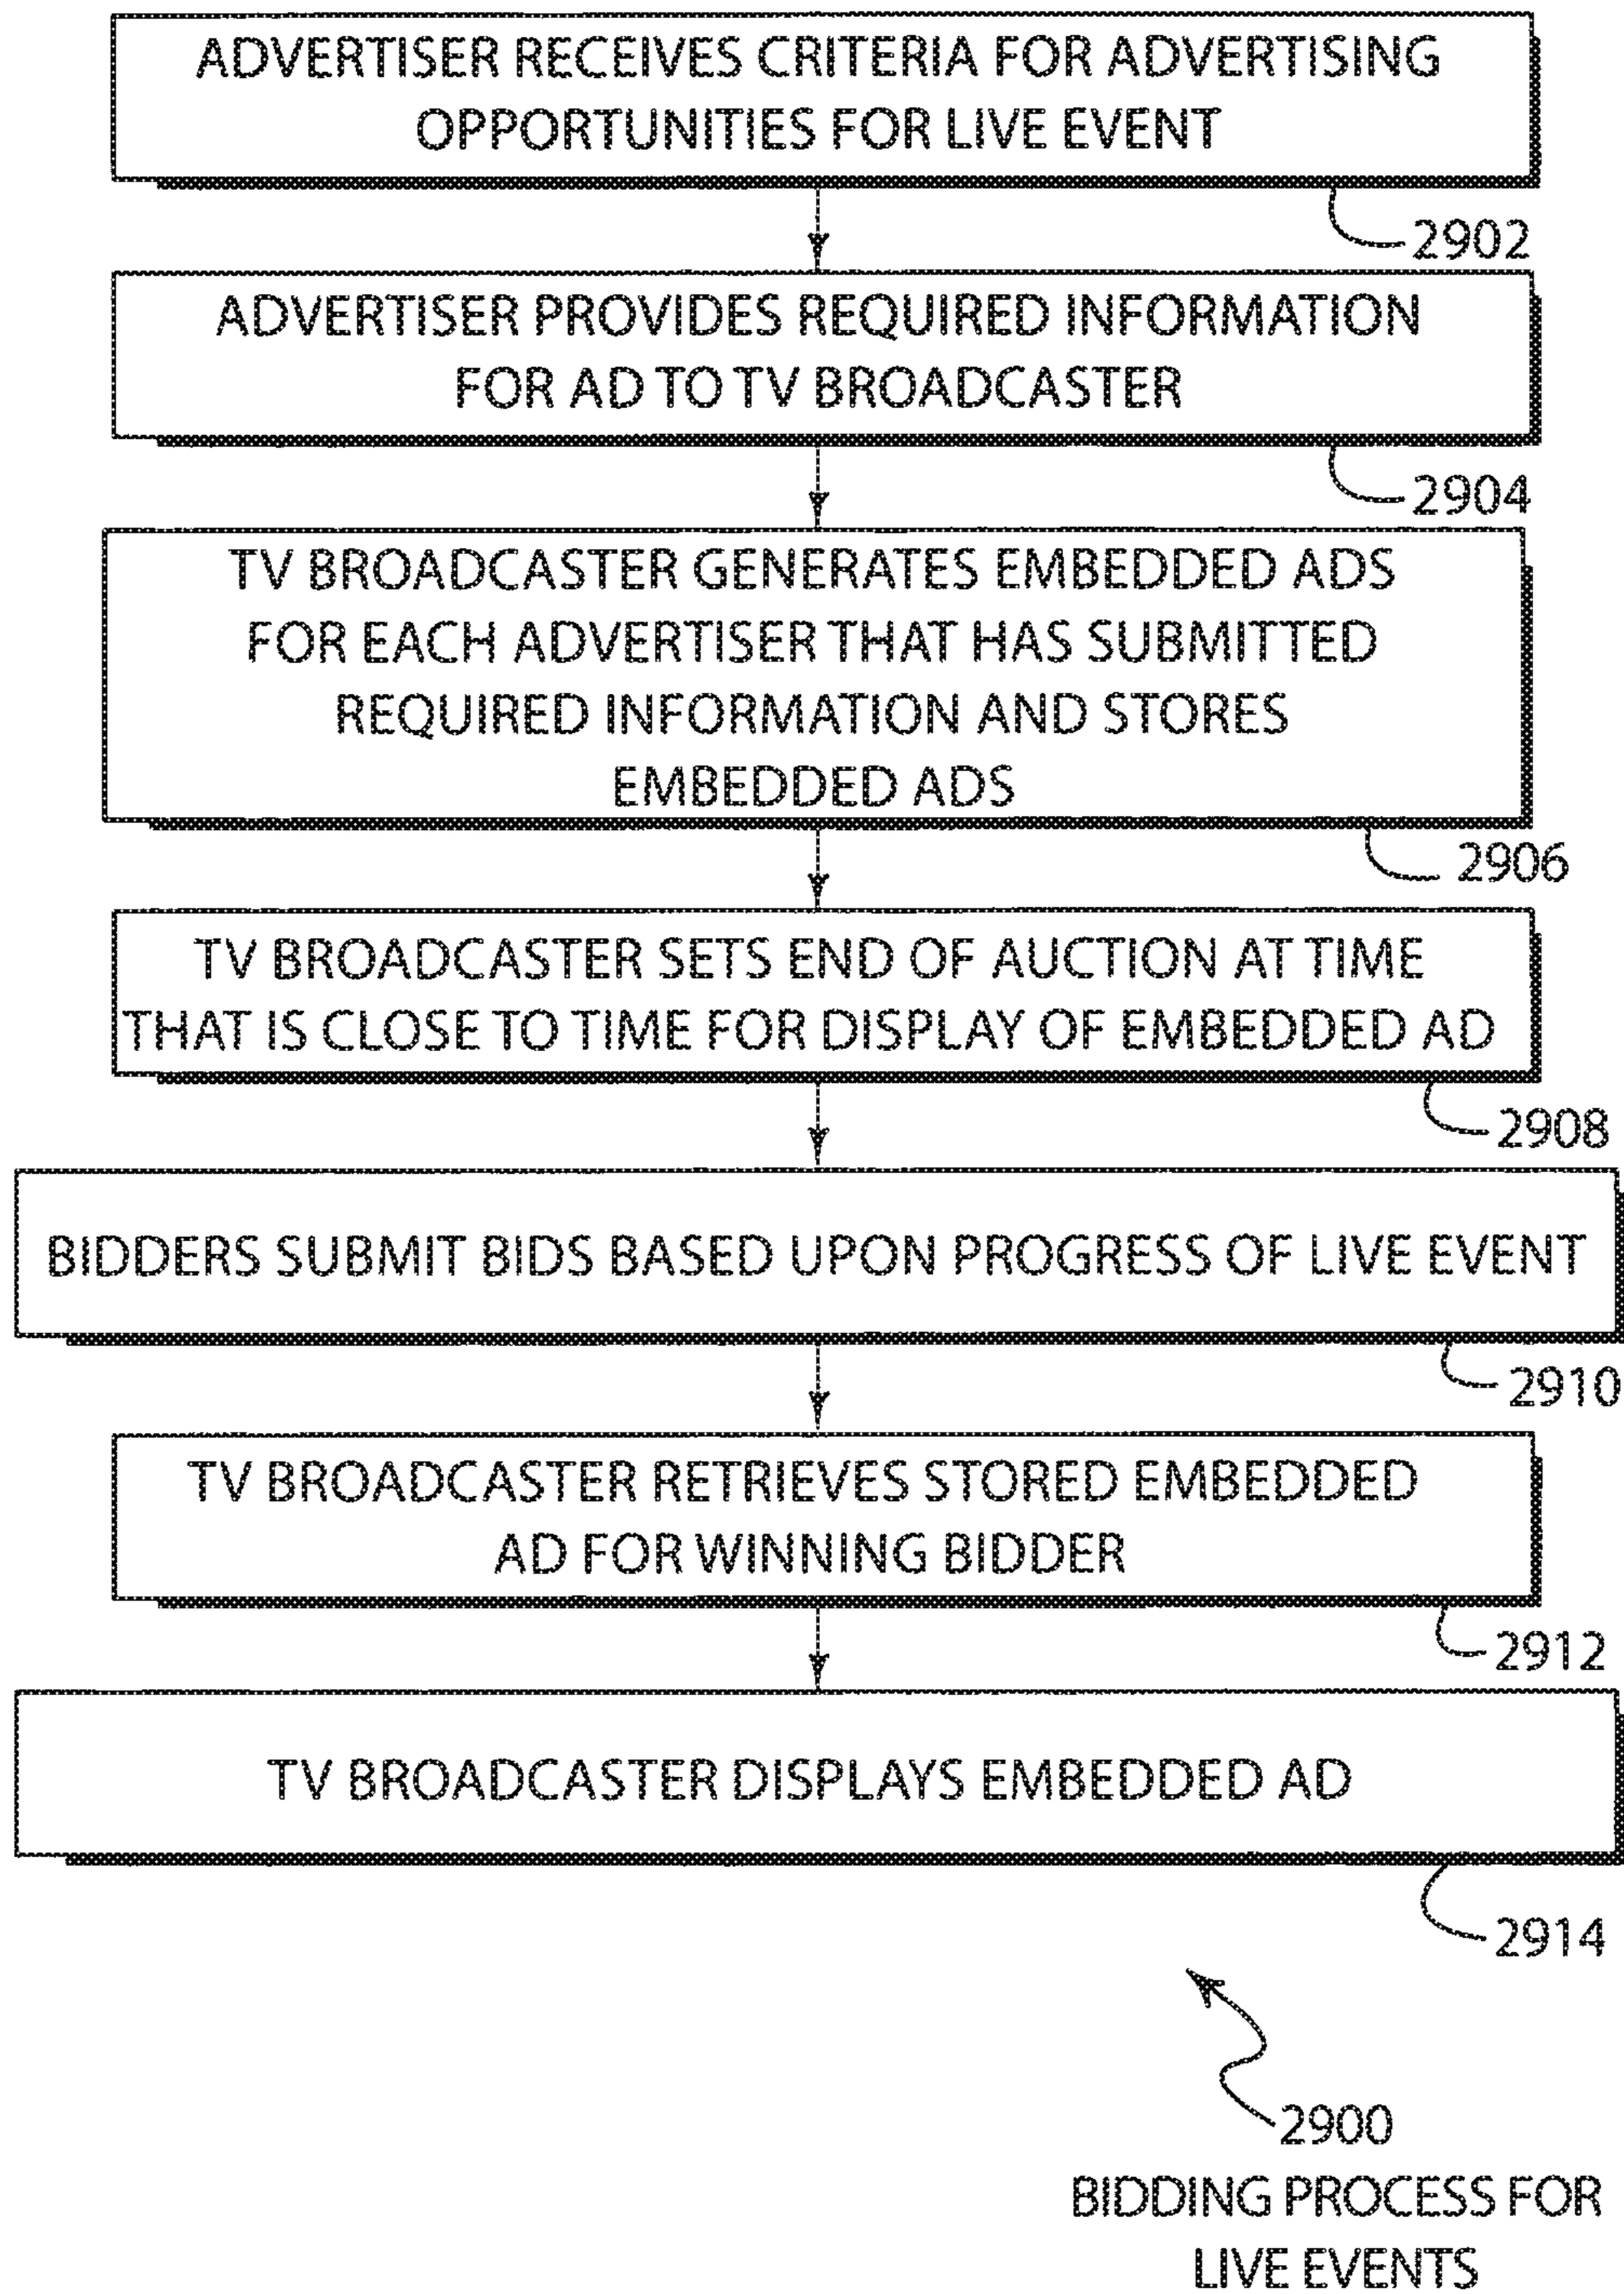 ADVERTISER RECEIVES CRITERIA FOR ADVERTISING
OPPORTUNITIES FOR LIVE EVENT
2902
ADVERTISER PROVIDES REQUIRED INFORMATION
FOR AD TO TV BROADCASTER
2904
TV BROADCASTER GENERATES EMBEDDED ADS
FOR EACH ADVERTISER THAT HAS SUBMITTED
REQUIRED INFORMATION AND STORES
EMBEDDED ADS
2906
TV BROADCASTER SETS END OF AUCTION AT TIME
THAT IS CLOSE TO TIME FOR DISPLAY OF EMBEDDED AD
2908
BIDDERS SUBMIT BIDS BASED UPON PROGRESS OF LIVE EVENT
2910
TV BROADCASTER RETRIEVES STORED EMBEDDED
AD FOR WINNING BIDDER
2912
TV BROADCASTER DISPLAYS EMBEDDED AD
2914
2900
BIDDING PROCESS FOR
LIVE EVENTS